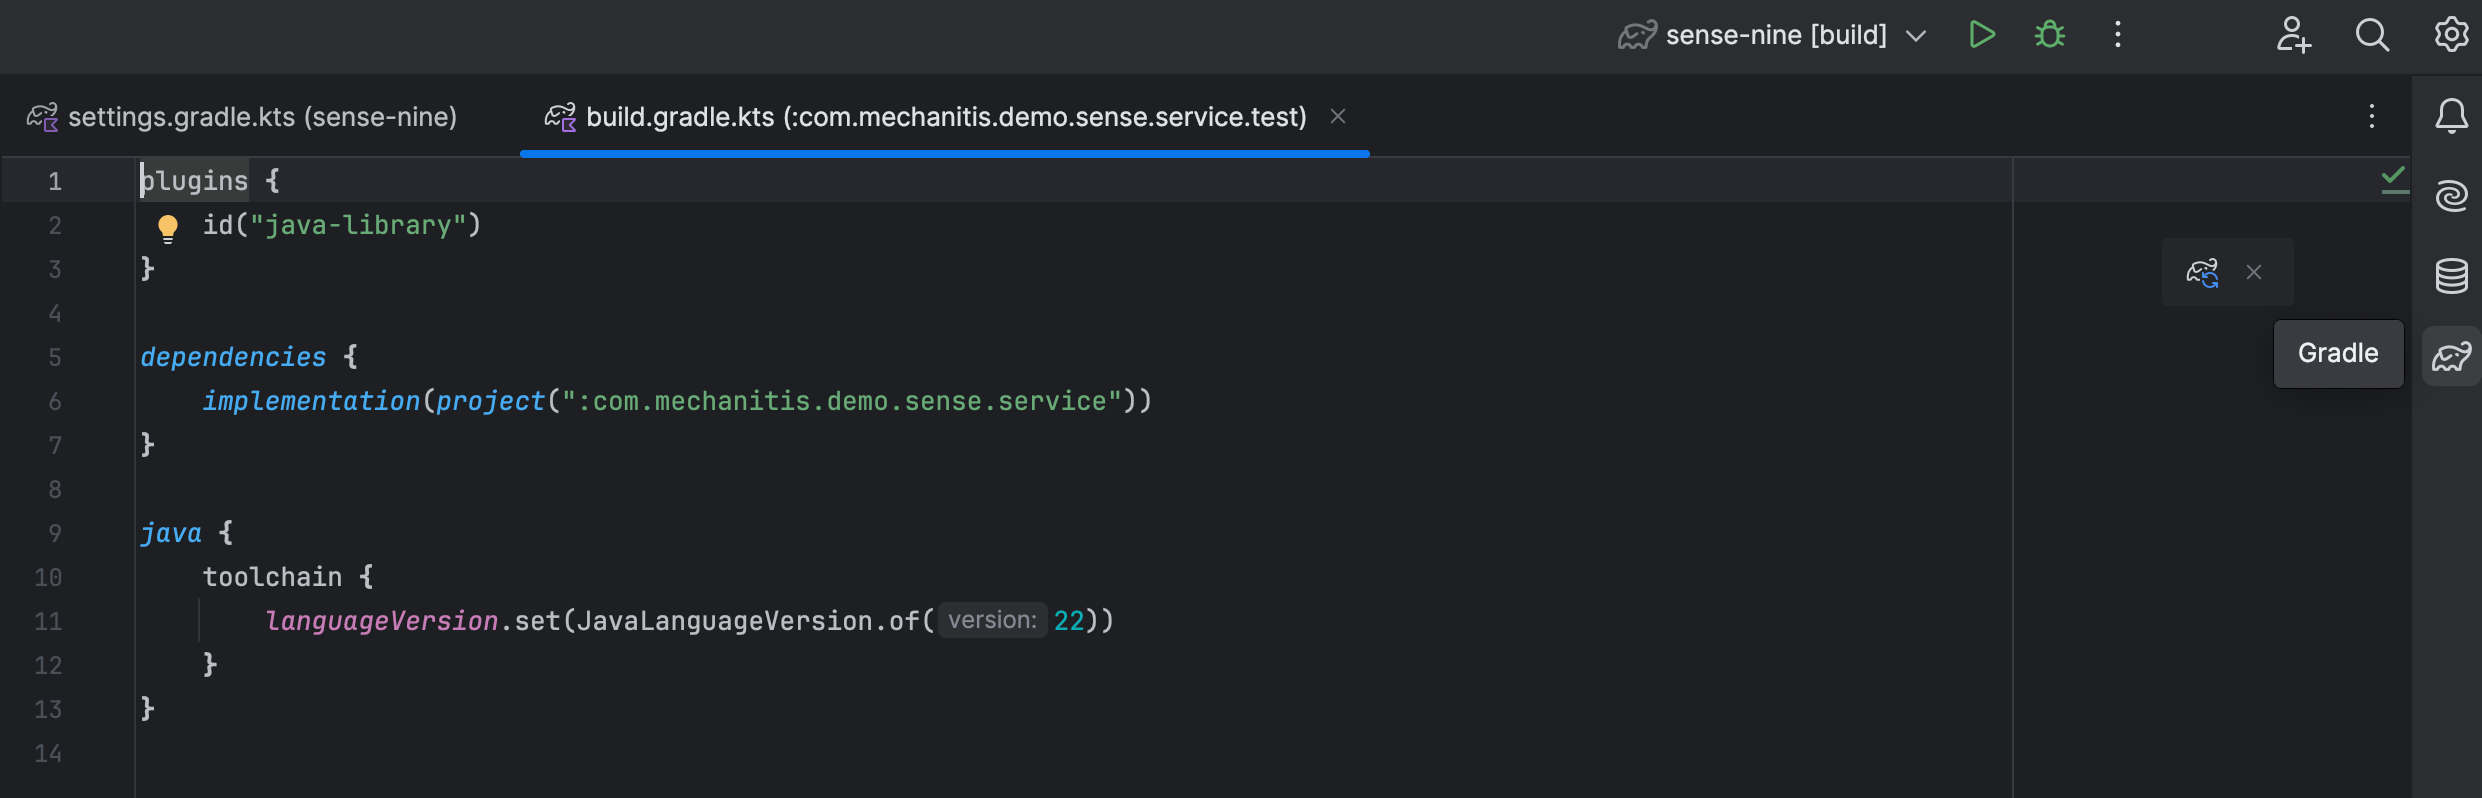 sense-nine [build]
settings.gradle.kts (sense-nine)
build.gradle.kts (:com.mechanitis.demo.sense.service.test)
1 plugins {
2 id("java-library")
3 }
4
5 dependencies {
6 implementation(project(":com.mechanitis.demo.sense.service"))
7 }
8
9 java {
10 toolchain {
11 languageVersion.set(JavaLanguageVersion.of( version: 22))
12 }
13 }
14
Gradle